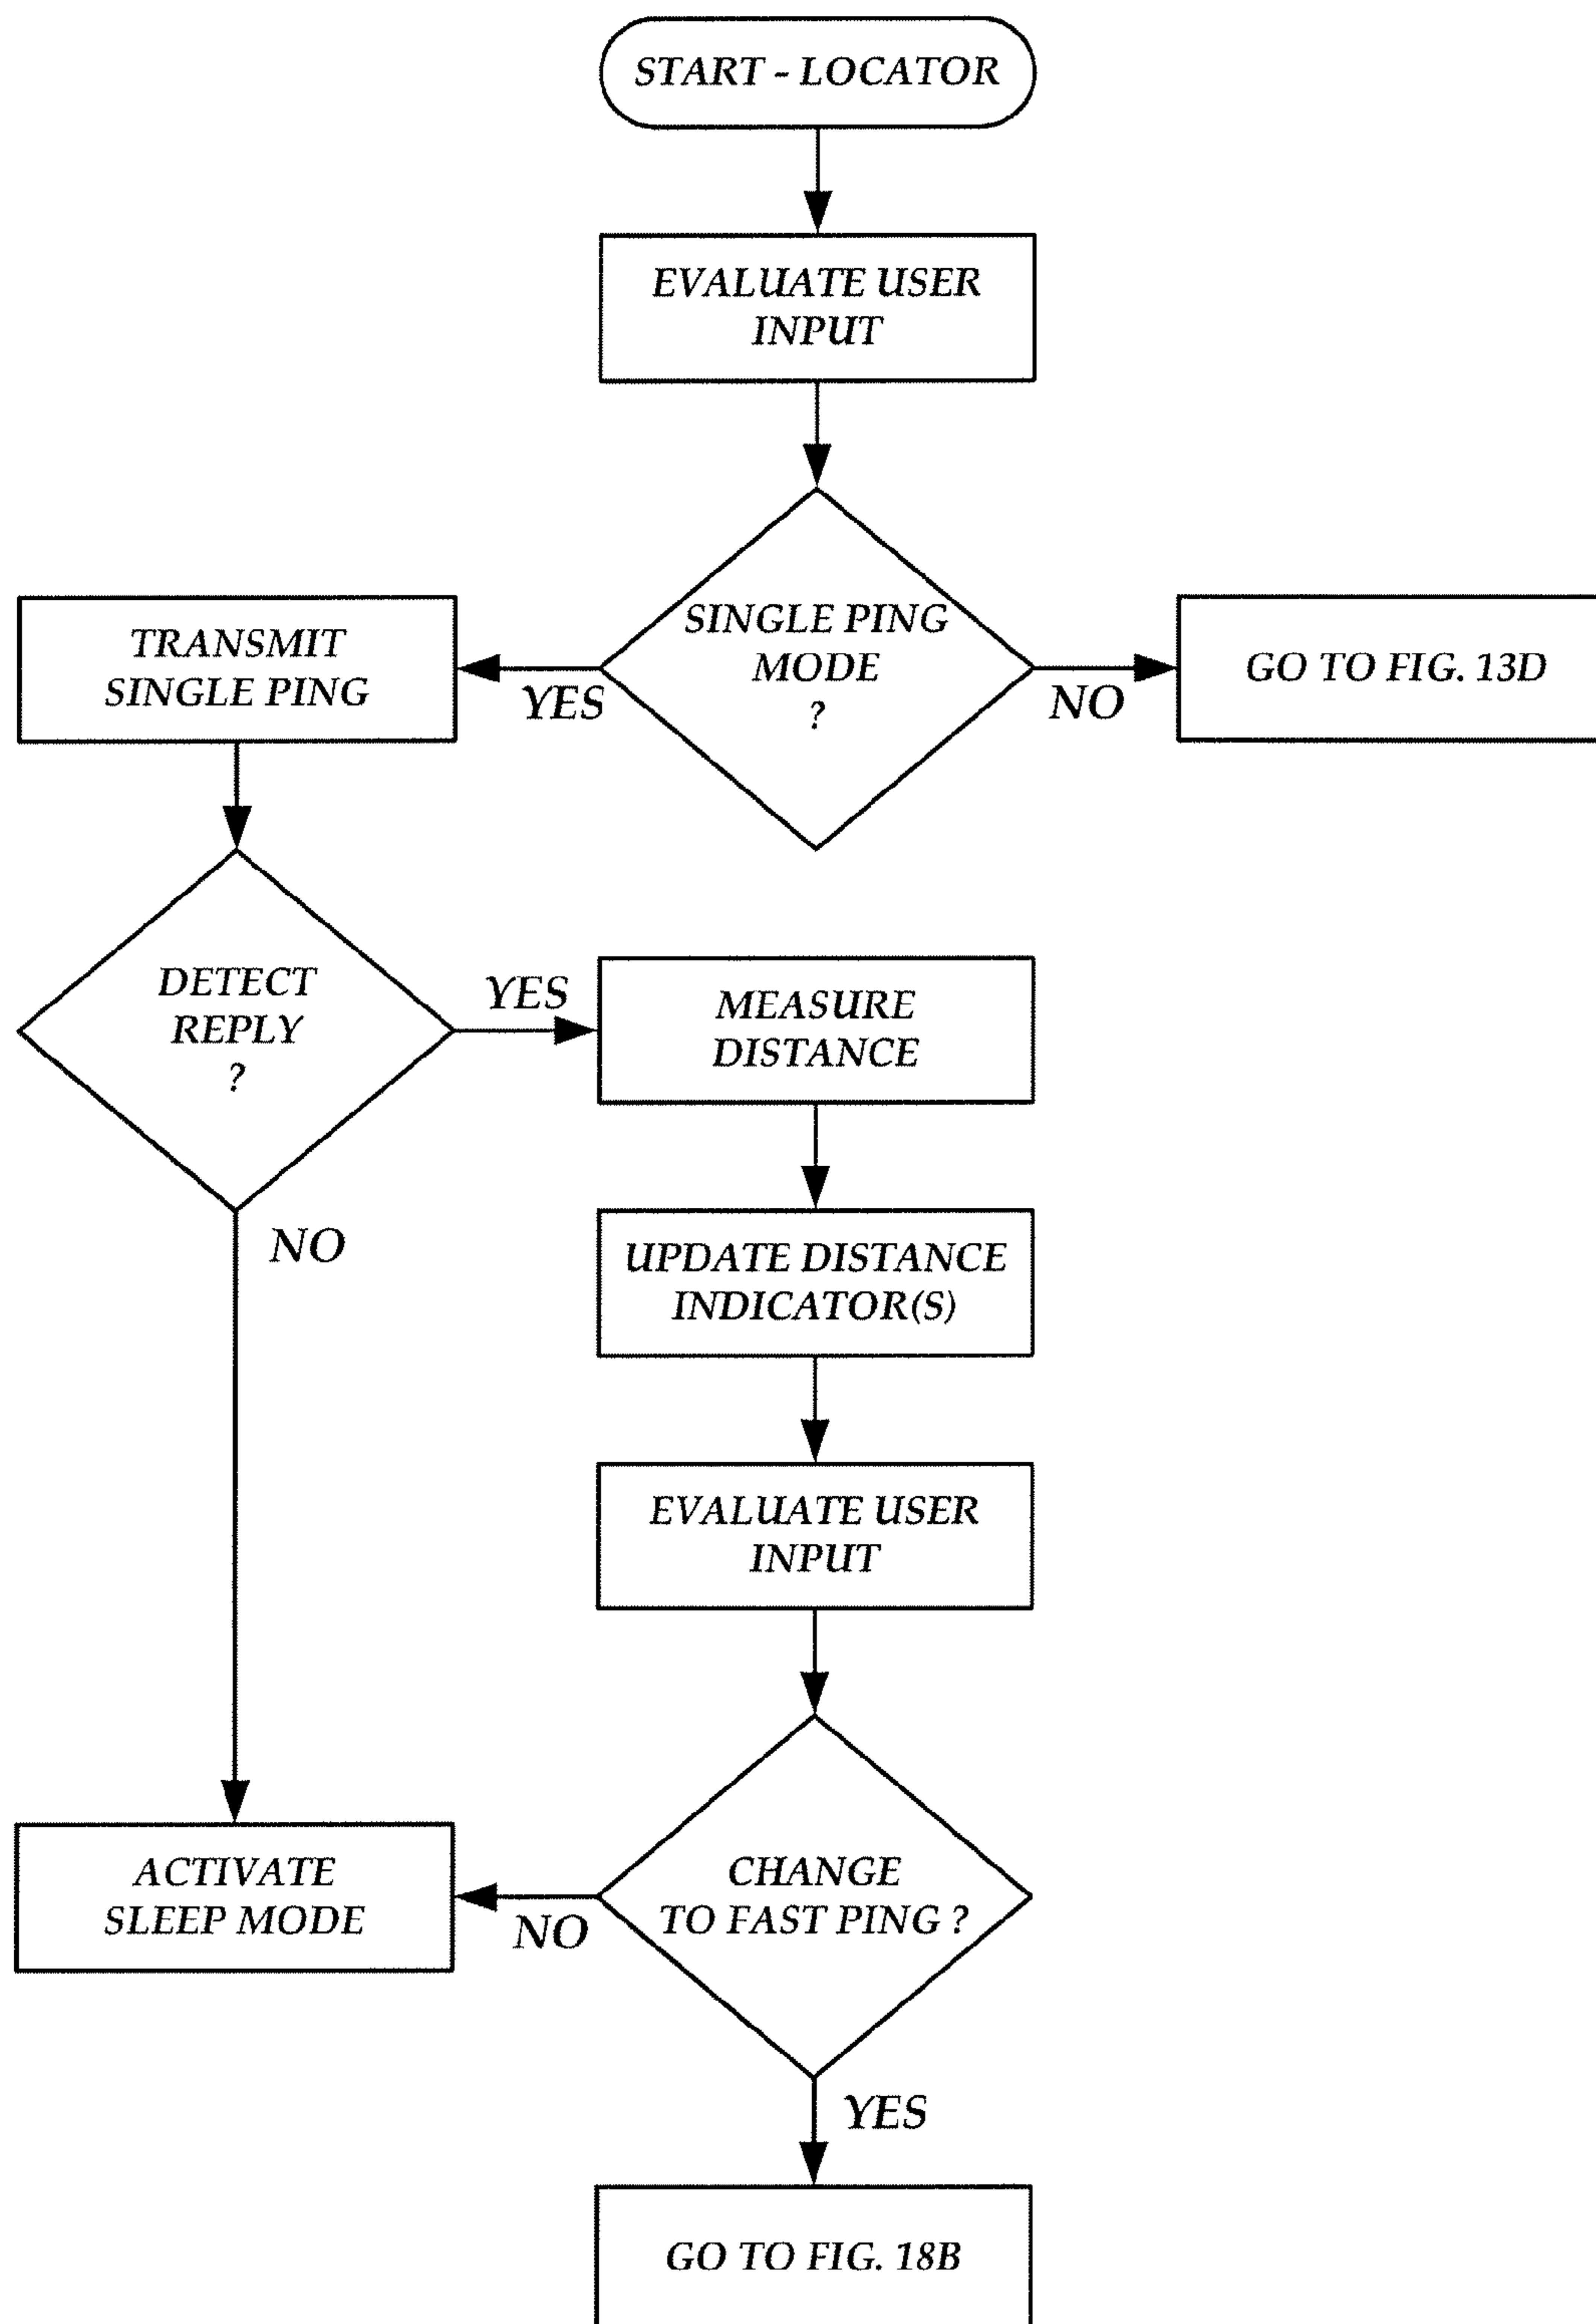 START - LOCATOR
EVALUATE USER
INPUT
SINGLE PING
MODE
?
YES
NO
TRANSMIT
SINGLE PING
GO TO FIG. 13D
DETECT
REPLY
?
YES
NO
MEASURE
DISTANCE
UPDATE DISTANCE
INDICATOR(S)
EVALUATE USER
INPUT
CHANGE
TO FAST PING ?
NO
YES
ACTIVATE
SLEEP MODE
GO TO FIG. 18B